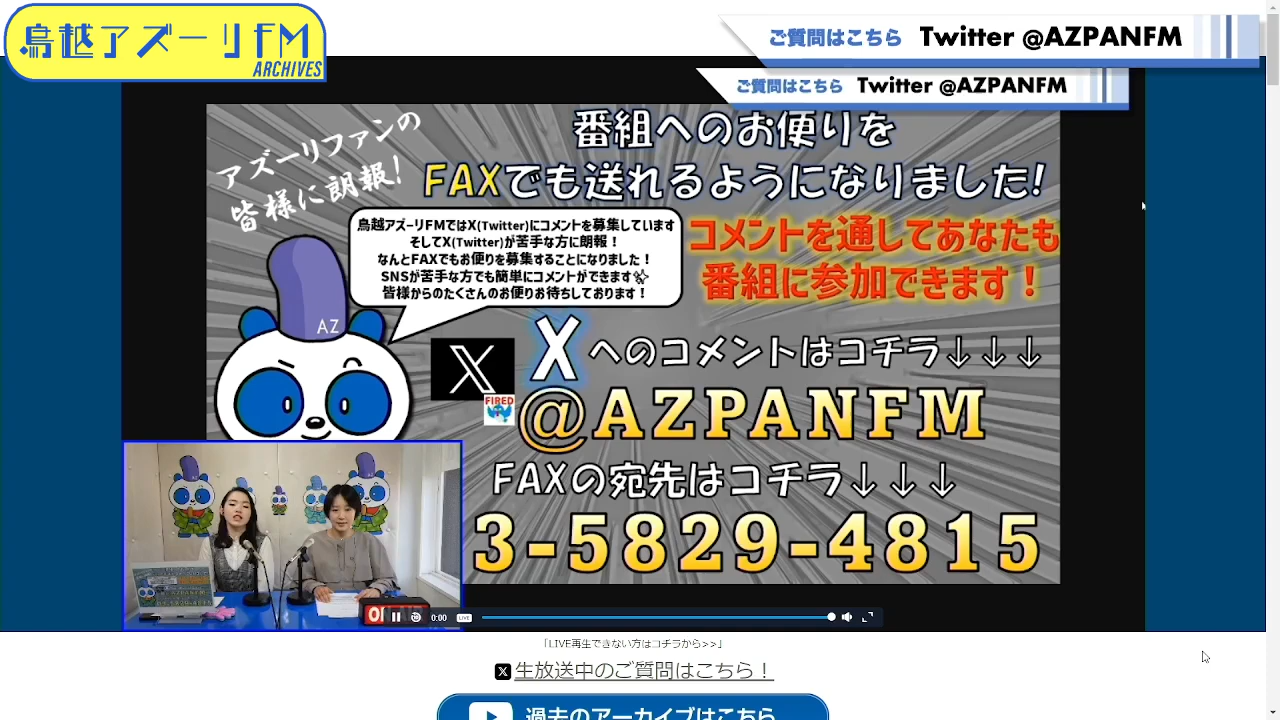 鳥越アズーリFM
ARCHIVES
ご質問はこちら Twitter @AZPANFM
ご質問はこちら Twitter @AZPANFM
アズーリファンの
皆様に朗報!
番組へのお便りを
FAXでも送れるようになりました!
鳥越アズーリFMではX(Twitter)にコメントを募集しています
そしてX(Twitter)が苦手な方に朗報！
なんとFAXでもお便りを募集することになりました！
SNSが苦手な方でも簡単にコメントができます
皆様からのたくさんのお便りお待ちしております！
コメントを通してあなたも
番組に参加できます！
AZ
Xへのコメントはコチラ↓↓↓
FIRED
@AZPANFM
FAXの宛先はコチラ↓↓↓
3-5829-4815
0:00 LIVE
「LIVE再生できない方はコチラから>>」
生放送中のご質問はこちら！
過去のアーカイブはこちら